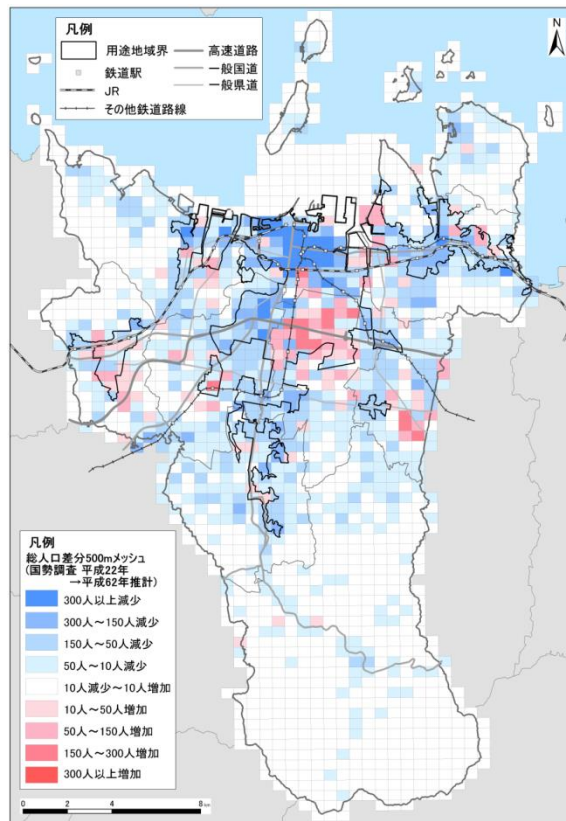 凡例
用途地域界
鉄道駅
JR
その他鉄道路線
高速道路
一般国道
一般県道
N
凡例
総人口差分500mメッシュ
(国勢調査 平成22年
→平成62年推計)
300人以上減少
300人～150人減少
150人～50人減少
50人～10人減少
10人減少～10人増加
10人～50人増加
50人～150人増加
150人～300人増加
300人以上増加
0 2 4 8 km